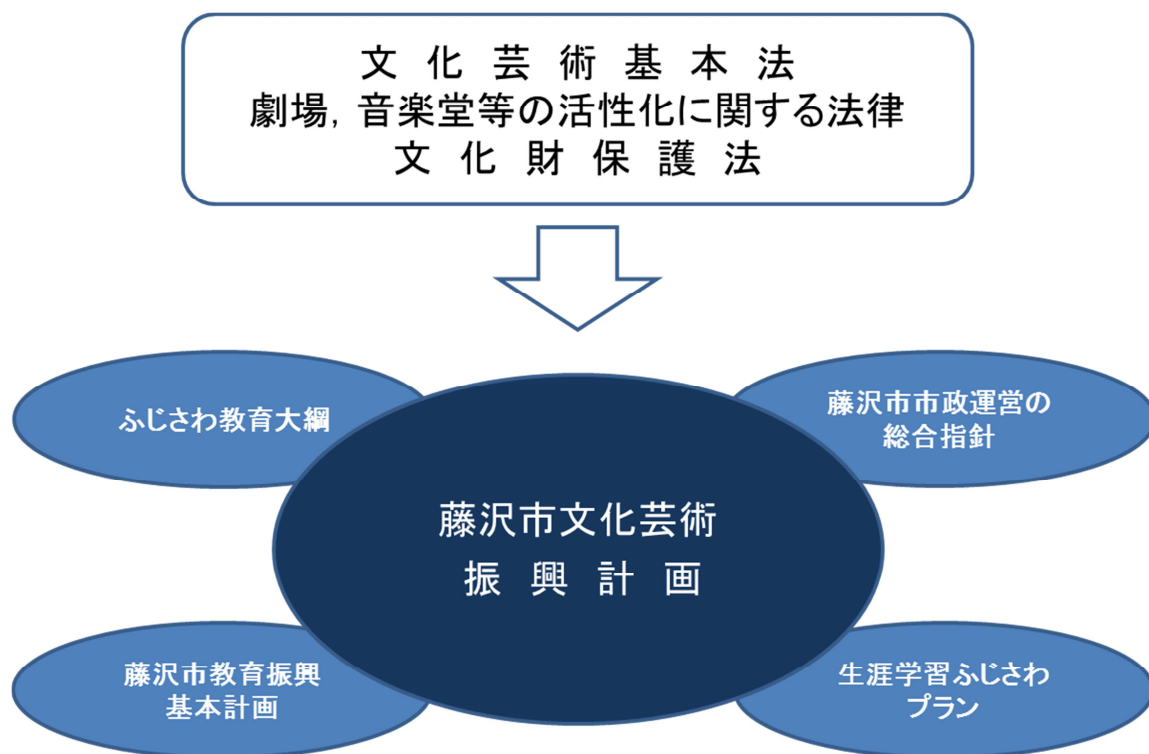 文化芸術基本法
劇場，音楽堂等の活性化に関する法律
文化財保護法
ふじさわ教育大綱
藤沢市市政運営の
総合指針
藤沢市文化芸術
振興計画
藤沢市教育振興
基本計画
生涯学習ふじさわ
プラン